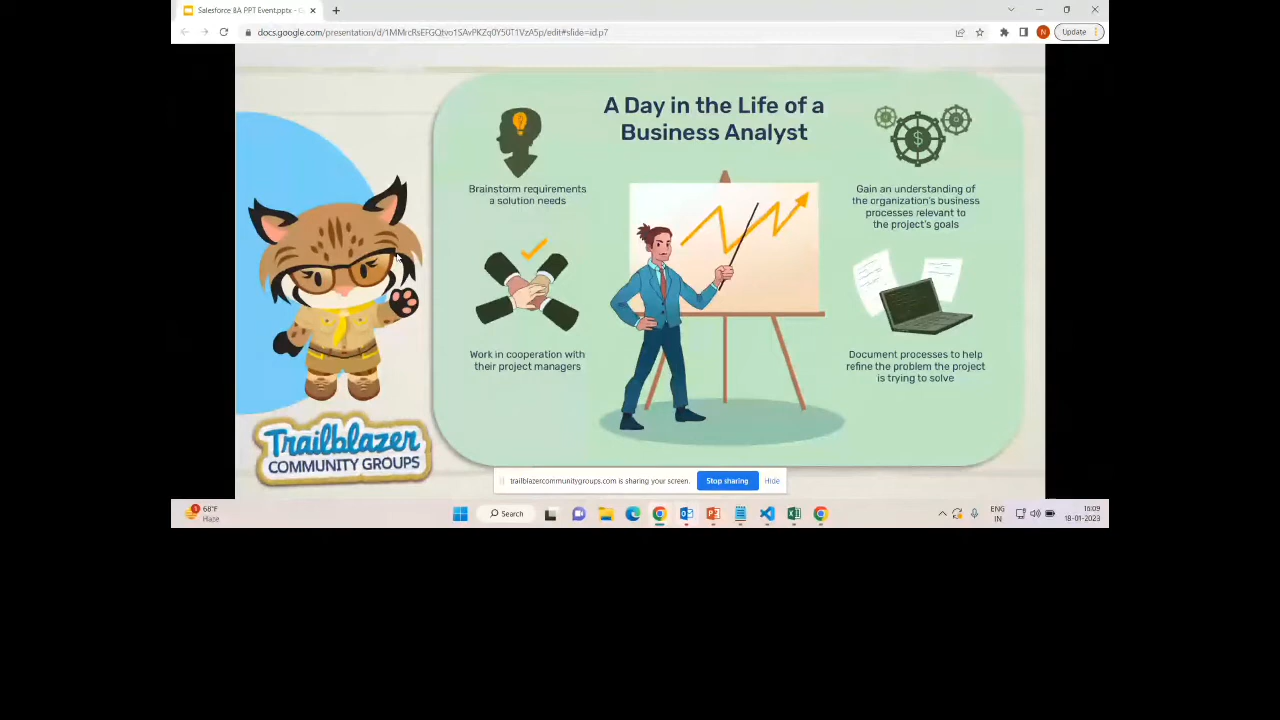 Salesforce BA PPT Event.pptx - G
docs.google.com/presentation/d/1MMrcRsEFGQtvo1SAvPKZq0Y50T1VzA5p/edit#slide=id.p7
N
Update
A Day in the Life of a
Business Analyst
Brainstorm requirements
a solution needs
Gain an understanding of
the organization's business
processes relevant to
the project's goals
$
Work in cooperation with
their project managers
Document processes to help
refine the problem the project
is trying to solve
Trailblazer
COMMUNITY GROUPS
trailblazercommunitygroups.com is sharing your screen.
Stop sharing
Hide
68°F
Haze
Search
ENG
IN
16:09
18-01-2023